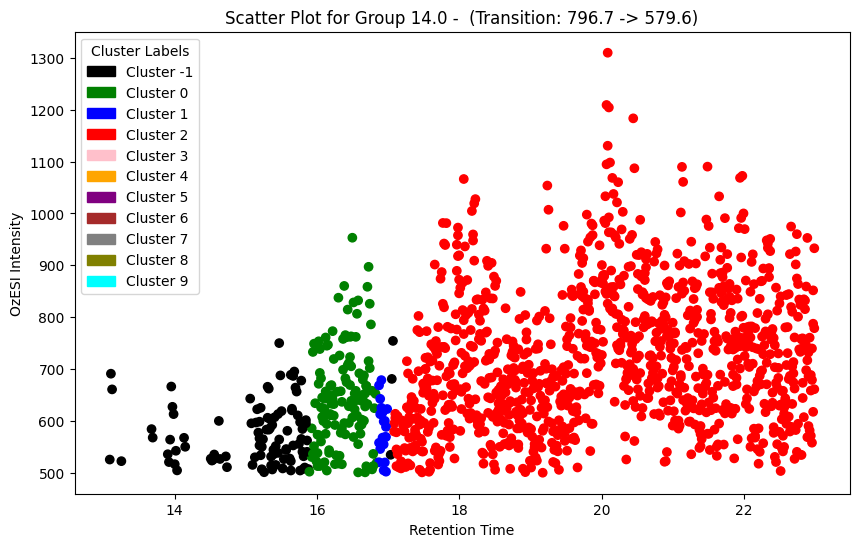 Scatter Plot for Group 14.0 -  (Transition: 796.7 -> 579.6)
Cluster Labels
Cluster -1
Cluster 0
Cluster 1
Cluster 2
Cluster 3
Cluster 4
Cluster 5
Cluster 6
Cluster 7
Cluster 8
Cluster 9
OzESI Intensity
1300
1200
1100
1000
900
800
700
600
500
14 16 18 20 22
Retention Time